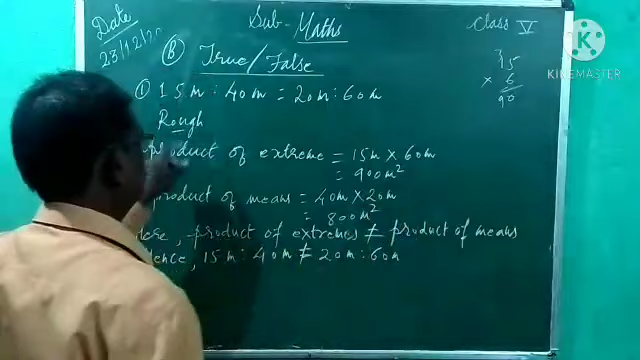 Date
23/12/20
Sub- Maths
Class V
KINEMASTER
(B) True/False
① 15m : 40m = 20m : 60m
15
× 6
90
Rough
product of extreme = 15m × 60m
= 900m²
product of means = 40m × 20m
= 800m²
Here, product of extremes ≠ product of means
Hence, 15m : 40m ≠ 20m : 60m